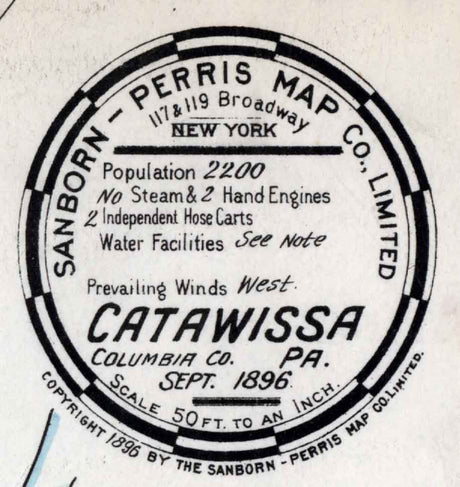 SANBORN - PERRIS MAP CO., LIMITED
117 & 119 Broadway
NEW YORK
Population 2200
No Steam & 2 Hand Engines
2 Independent Hose Carts
Water Facilities See Note
Prevailing Winds West.
CATAWISSA
COLUMBIA CO. PA.
SEPT. 1896.
SCALE 50 FT. TO AN INCH.
COPYRIGHT 1896 BY THE SANBORN - PERRIS MAP CO. LIMITED.